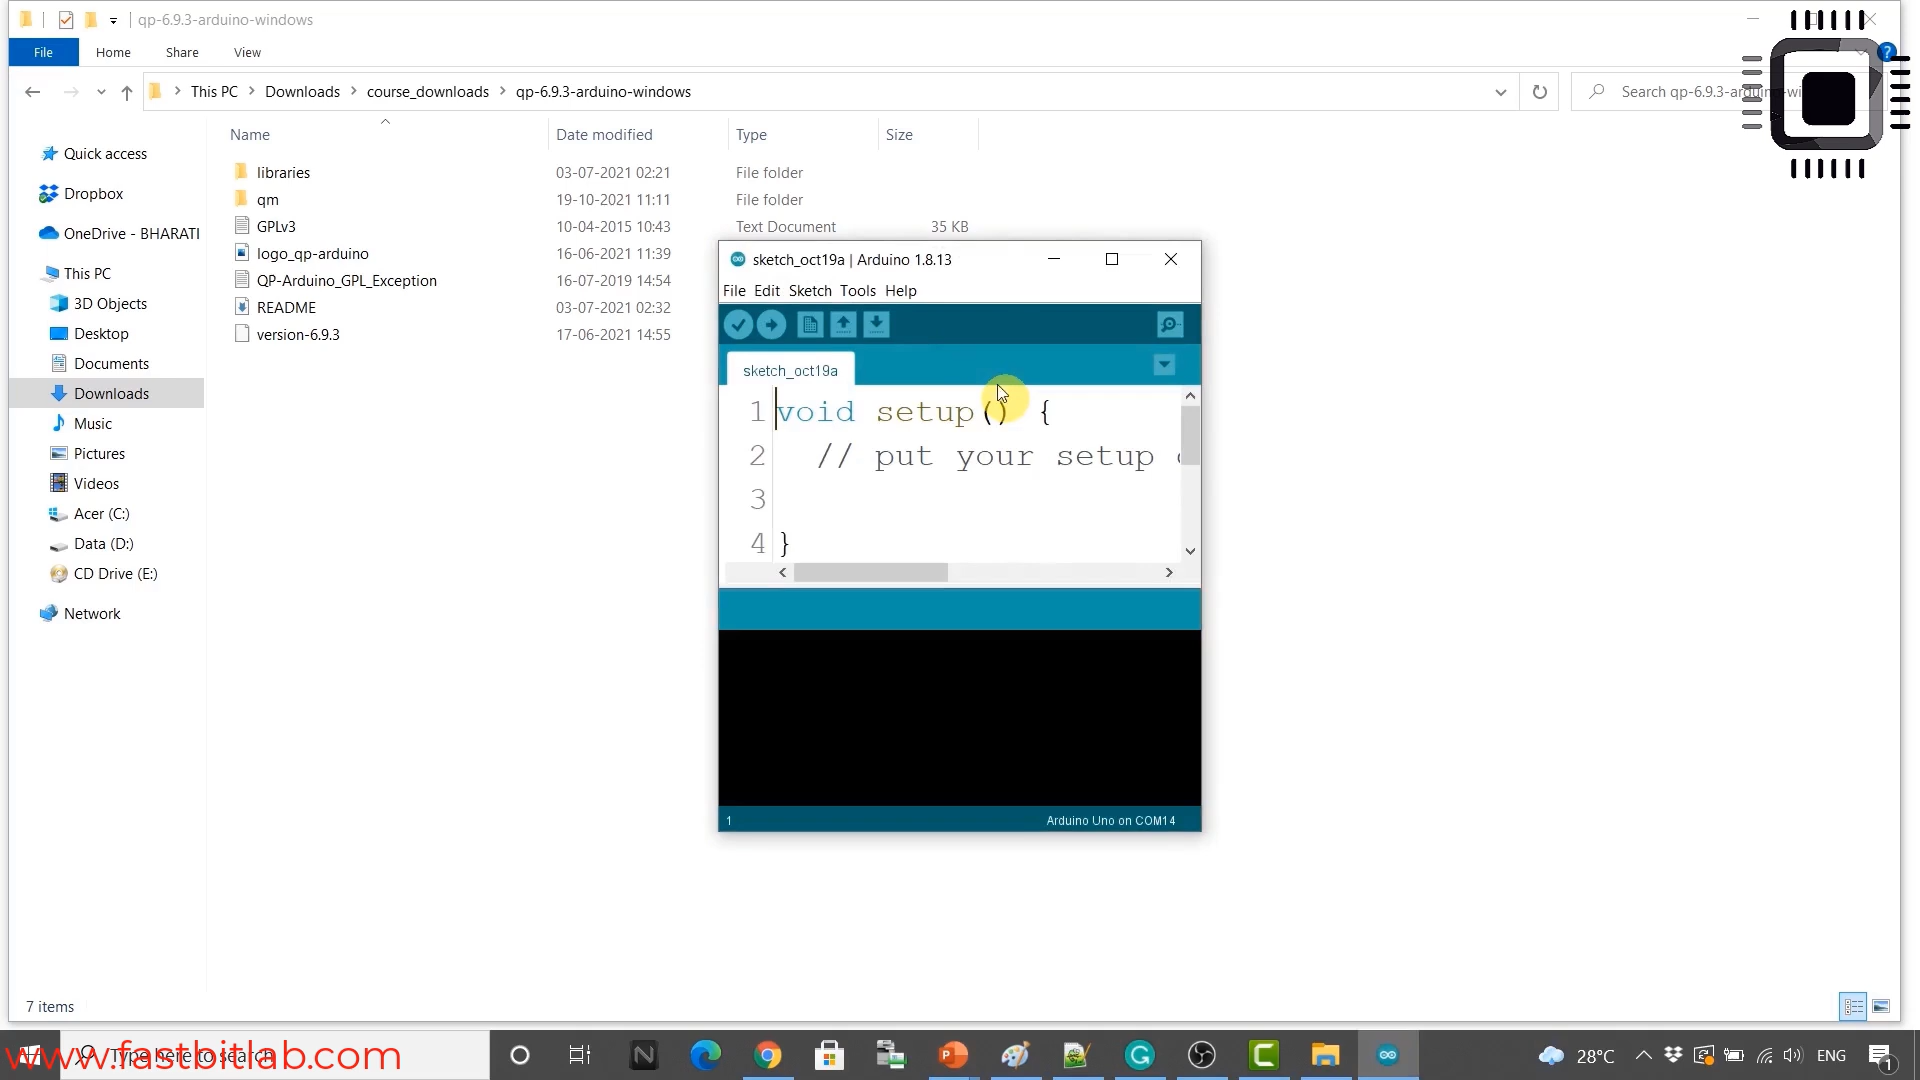 qp-6.9.3-arduino-windows
File Home Share View
This PC Downloads course_downloads qp-6.9.3-arduino-windows
Search qp-6.9.3-arduino-wi
Name Date modified Type Size
Quick access
Dropbox
OneDrive - BHARATI
This PC
3D Objects
Desktop
Documents
Downloads
Music
Pictures
Videos
Acer (C:)
Data (D:)
CD Drive (E:)
Network
libraries 03-07-2021 02:21 File folder
qm 19-10-2021 11:11 File folder
GPLv3 10-04-2015 10:43 Text Document 35 KB
logo_qp-arduino 16-06-2021 11:39
QP-Arduino_GPL_Exception 16-07-2019 14:54
README 03-07-2021 02:32
version-6.9.3 17-06-2021 14:55
sketch_oct19a | Arduino 1.8.13
File Edit Sketch Tools Help
sketch_oct19a
1 void setup() {
2 // put your setup
3
4 }
1 Arduino Uno on COM14
7 items
www.fastbitlab.com
Type here to search
28°C ENG 1